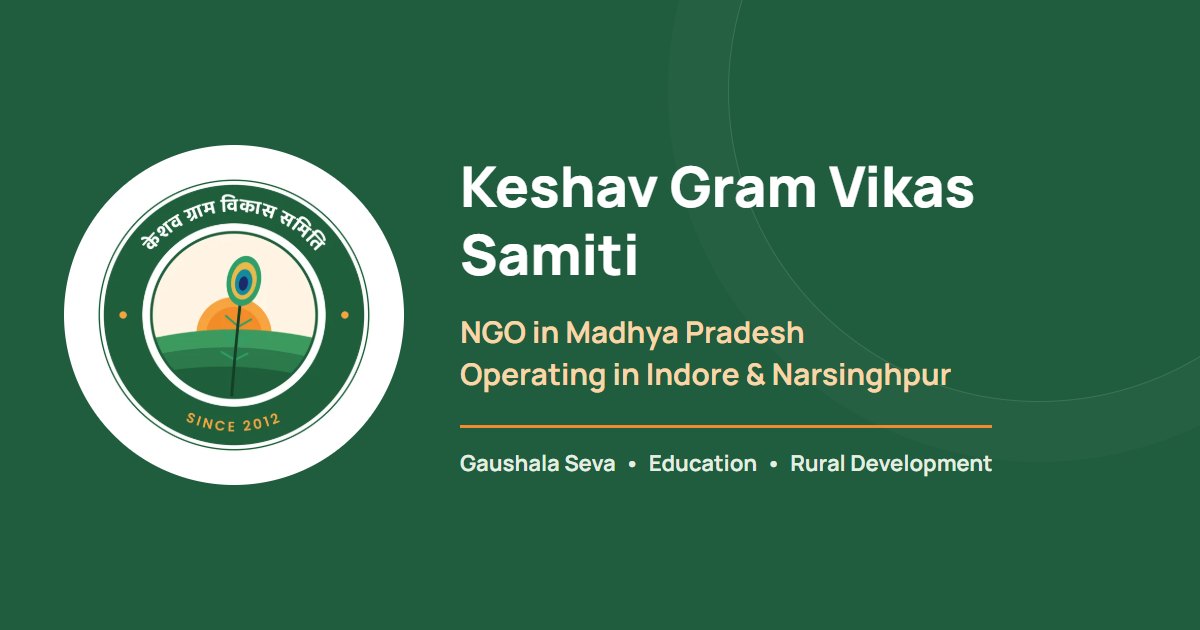 केशव ग्राम विकास समिति
SINCE 2012
Keshav Gram Vikas
Samiti
NGO in Madhya Pradesh
Operating in Indore & Narsinghpur
Gaushala Seva • Education • Rural Development